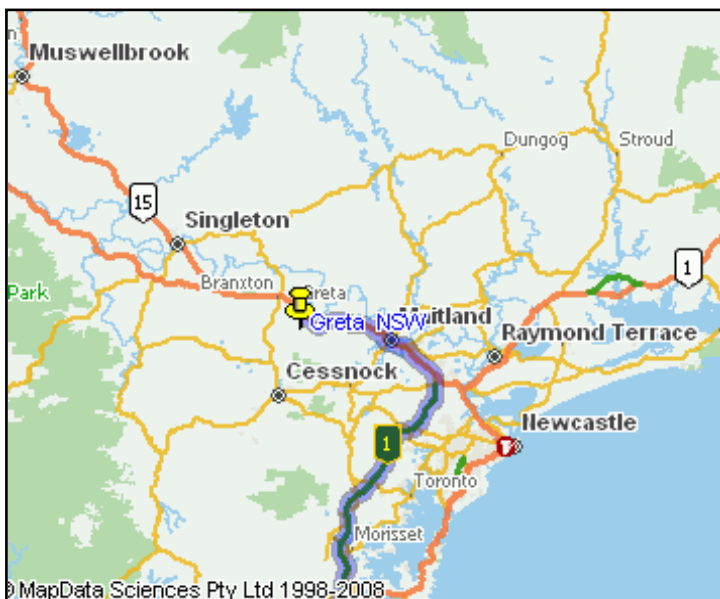 Muswellbrook
Dungog
Stroud
15
Singleton
1
Park
Branxton
Greta
Greta NSW
Maitland
Raymond Terrace
Cessnock
1
Newcastle
Toronto
Morisset
MapData Sciences Pty Ltd 1998-2008